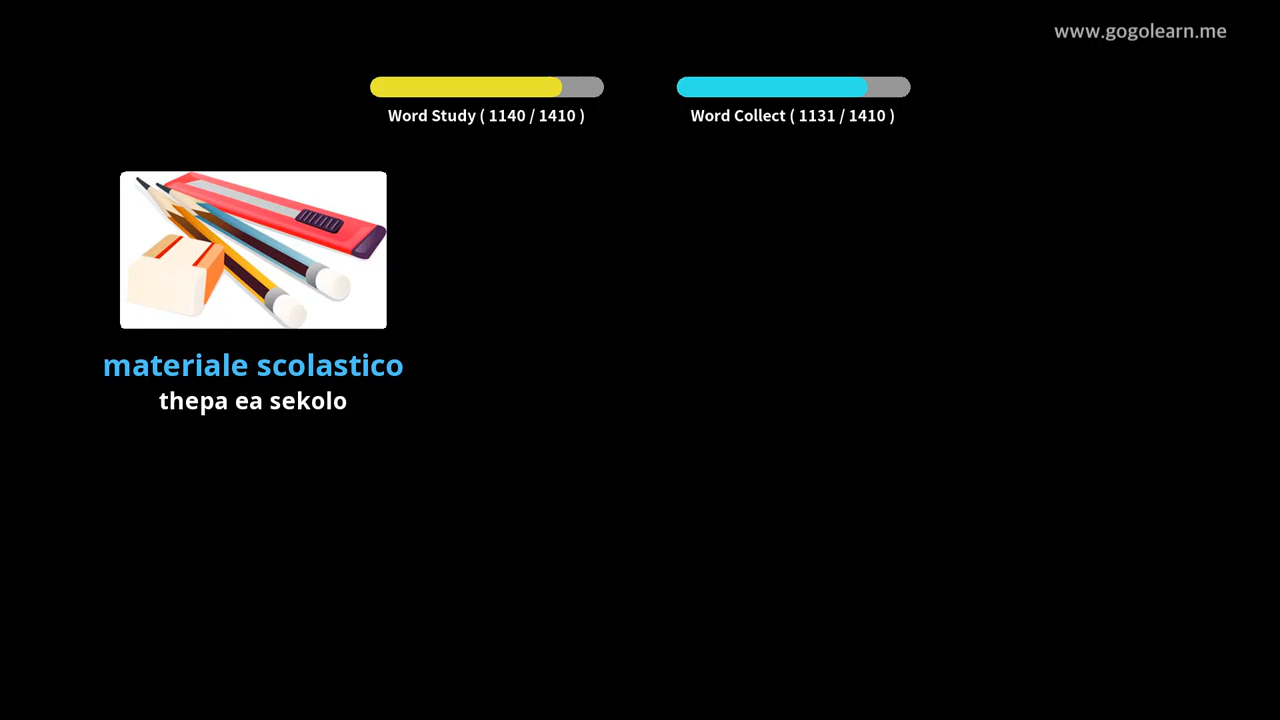 www.gogolearn.me
Word Study ( 1140 / 1410 )
Word Collect ( 1131 / 1410 )
materiale scolastico
thepa ea sekolo